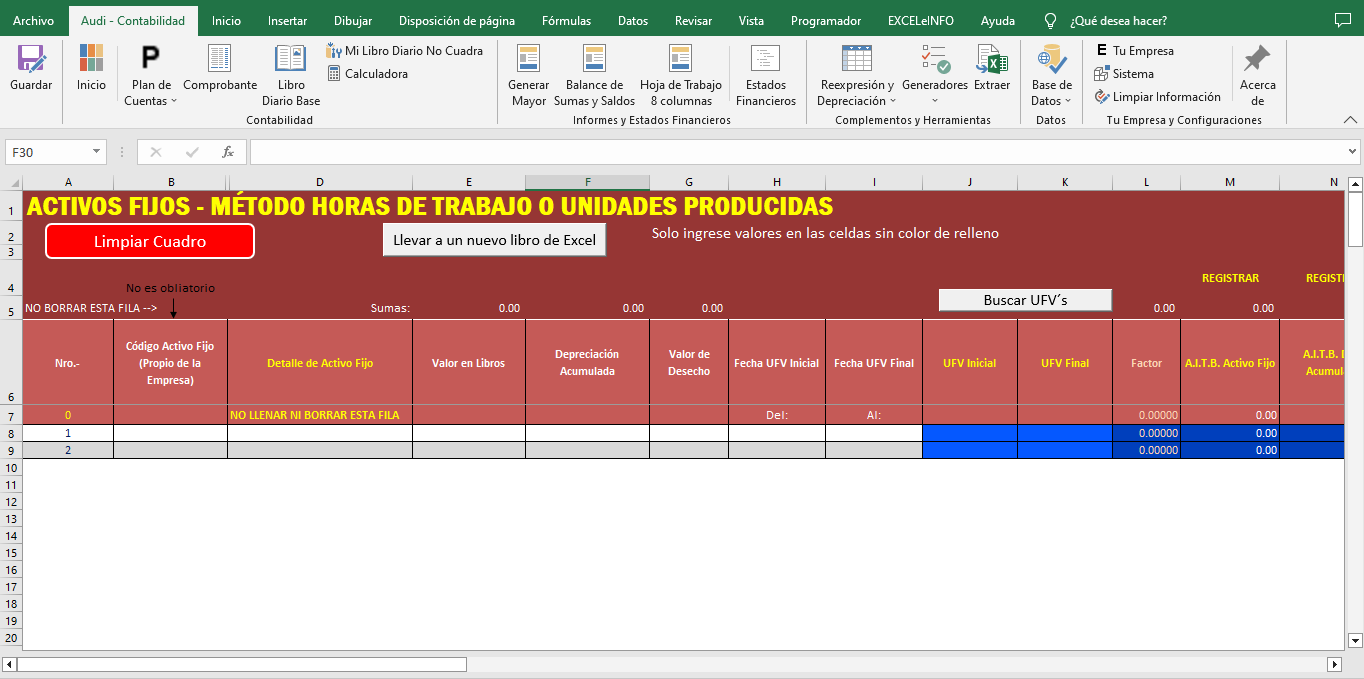 Archivo Audi - Contabilidad Inicio Insertar Dibujar Disposición de página Fórmulas Datos Revisar Vista Programador EXCELeINFO Ayuda ¿Qué desea hacer?
Guardar
Inicio
Plan de
Cuentas
Comprobante
Libro
Diario Base
Mi Libro Diario No Cuadra
Calculadora
Contabilidad
Generar
Mayor
Balance de
Sumas y Saldos
Hoja de Trabajo
8 columnas
Estados
Financieros
Informes y Estados Financieros
Reexpresión y
Depreciación
Generadores
Extraer
Complementos y Herramientas
Base de
Datos
Datos
E Tu Empresa
Sistema
Limpiar Información
Acerca
de
Tu Empresa y Configuraciones
F30 fx
A B D E F G H I J K L M N
1 ACTIVOS FIJOS - MÉTODO HORAS DE TRABAJO O UNIDADES PRODUCIDAS
2 Limpiar Cuadro Llevar a un nuevo libro de Excel Solo ingrese valores en las celdas sin color de relleno
3
4 No es obliatorio REGISTRAR REGISTI
5 NO BORRAR ESTA FILA --> Sumas: 0.00 0.00 0.00 Buscar UFV´s 0.00 0.00
6 Nro.-
Código Activo Fijo
(Propio de la
Empresa)
Detalle de Activo Fijo
Valor en Libros
Depreciación
Acumulada
Valor de
Desecho
Fecha UFV Inicial
Fecha UFV Final
UFV Inicial
UFV Final
Factor
A.I.T.B. Activo Fijo
A.I.T.B.
7 0 NO LLENAR NI BORRAR ESTA FILA Del: Al: 0.00000 0.00
8 1 0.00000 0.00
9 2 0.00000 0.00
10
11
12
13
14
15
16
17
18
19
20